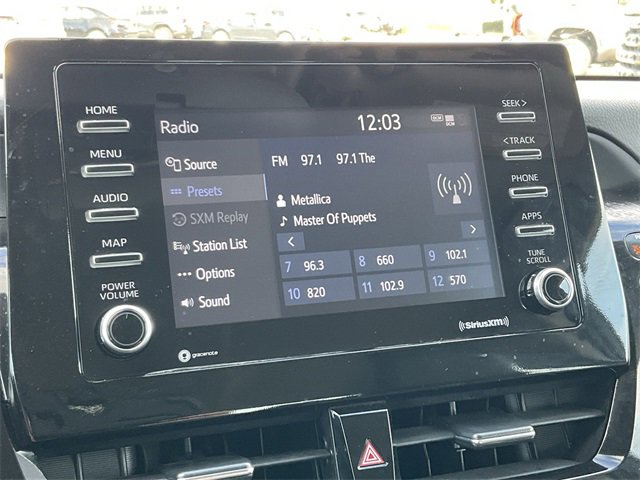 HOME
MENU
AUDIO
MAP
POWER
VOLUME
Radio
12:03
DCM
DCM
Source
Presets
SXM Replay
Station List
Options
Sound
FM 97.1 97.1 The
Metallica
Master Of Puppets
<
>
7 96.3
8 660
9 102.1
10 820
11 102.9
12 570
SEEK >
< TRACK
PHONE
APPS
TUNE
SCROLL
gracenote
((SiriusXM))